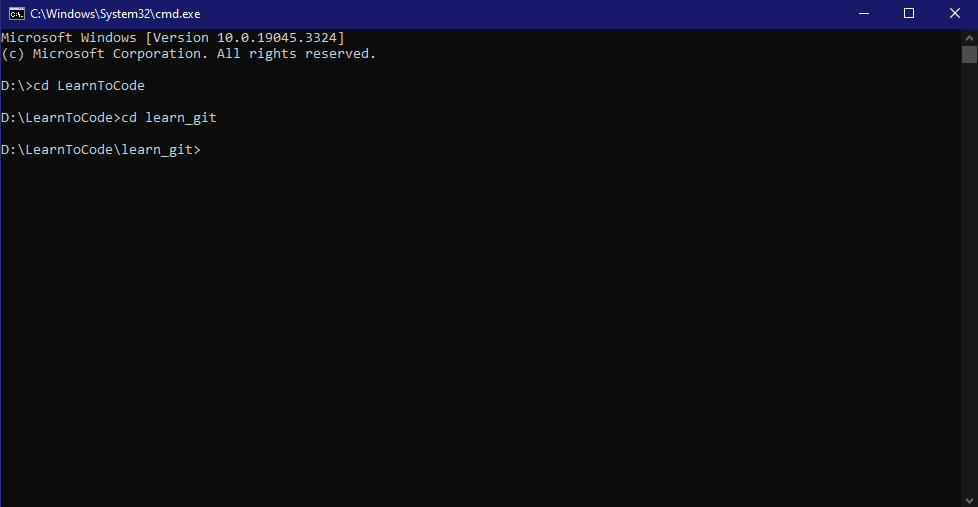 C:\Windows\System32\cmd.exe
Microsoft Windows [Version 10.0.19045.3324]
(c) Microsoft Corporation. All rights reserved.
D:\>cd LearnToCode
D:\LearnToCode>cd learn_git
D:\LearnToCode\learn_git>